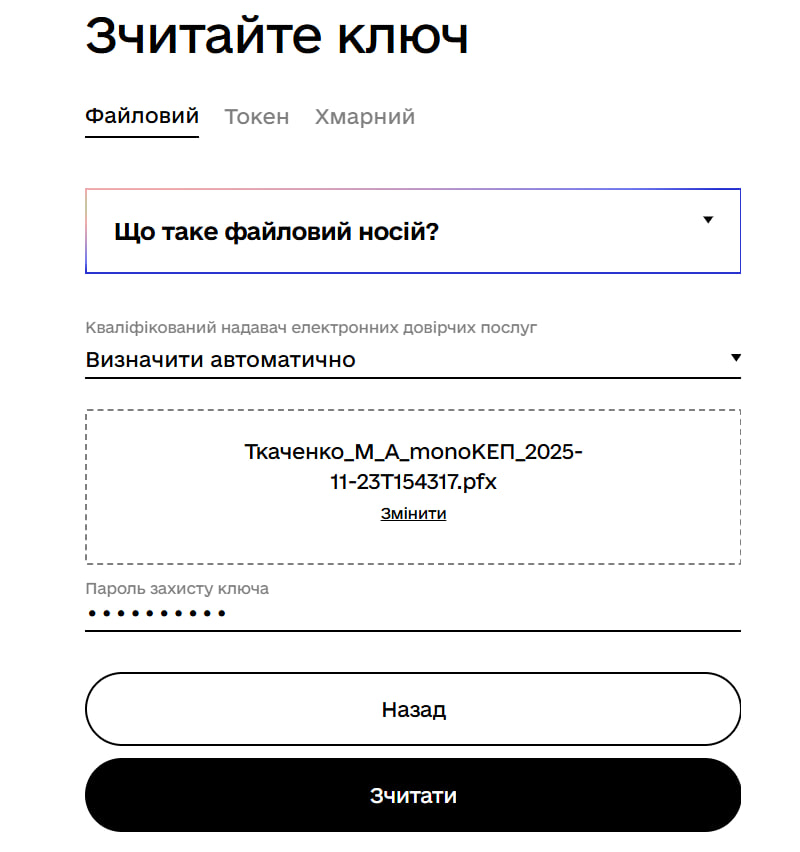 Зчитайте ключ
Файловий Токен Хмарний
Що таке файловий носій?
Кваліфікований надавач електронних довірчих послуг
Визначити автоматично
Ткаченко_М_А_monoКЕП_2025-
11-23T154317.pfx
Змінити
Пароль захисту ключа
••••••••••
Назад
Зчитати